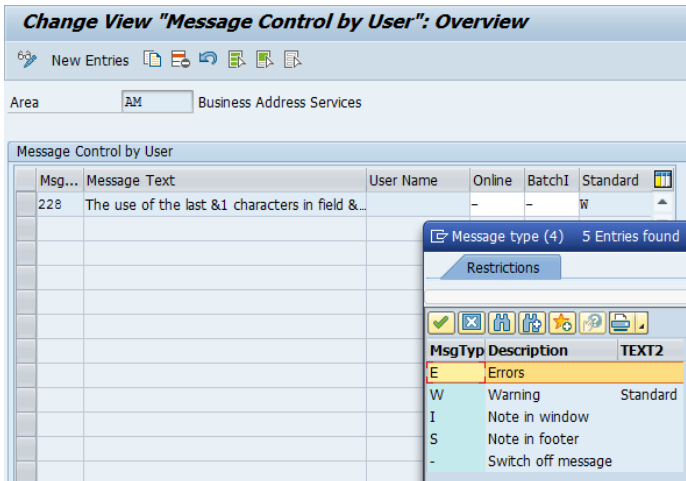 Change View "Message Control by User": Overview
New Entries
Area AM Business Address Services
Message Control by User
Msg... Message Text User Name Online BatchI Standard
228 The use of the last &1 characters in field &... - - W
Message type (4) 5 Entries found
Restrictions
MsgTyp Description TEXT2
E Errors
W Warning Standard
I Note in window
S Note in footer
- Switch off message